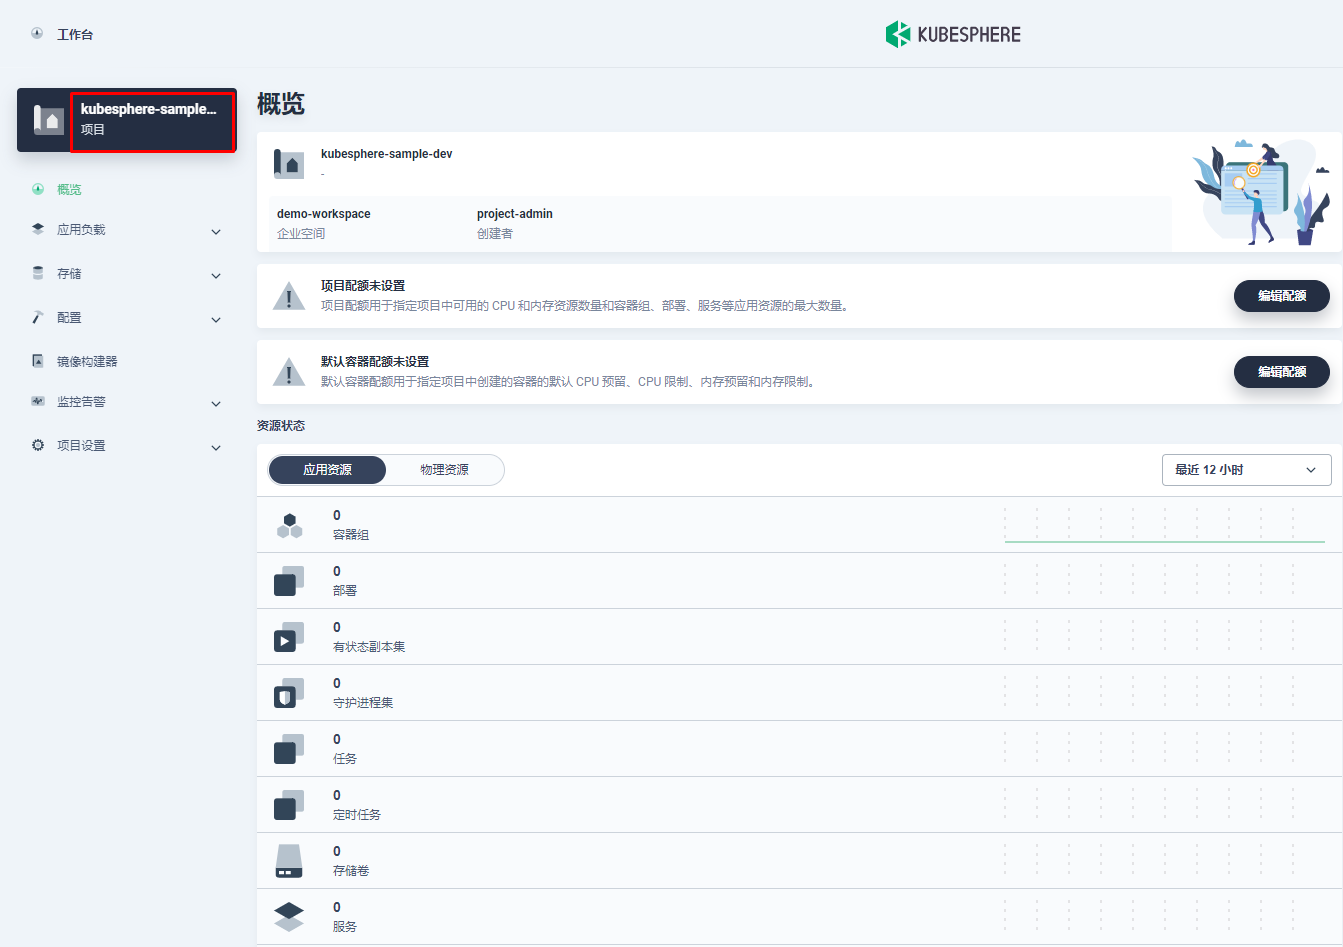 工作台
KUBESPHERE
kubesphere-sample...
项目
概览
应用负载
存储
配置
镜像构建器
监控告警
项目设置
概览
kubesphere-sample-dev
-
demo-workspace
企业空间
project-admin
创建者
项目配额未设置
项目配额用于指定项目中可用的 CPU 和内存资源数量和容器组、部署、服务等应用资源的最大数量。
编辑配额
默认容器配额未设置
默认容器配额用于指定项目中创建的容器的默认 CPU 预留、CPU 限制、内存预留和内存限制。
编辑配额
资源状态
应用资源
物理资源
最近 12 小时
0
容器组
0
部署
0
有状态副本集
0
守护进程集
0
任务
0
定时任务
0
存储卷
0
服务